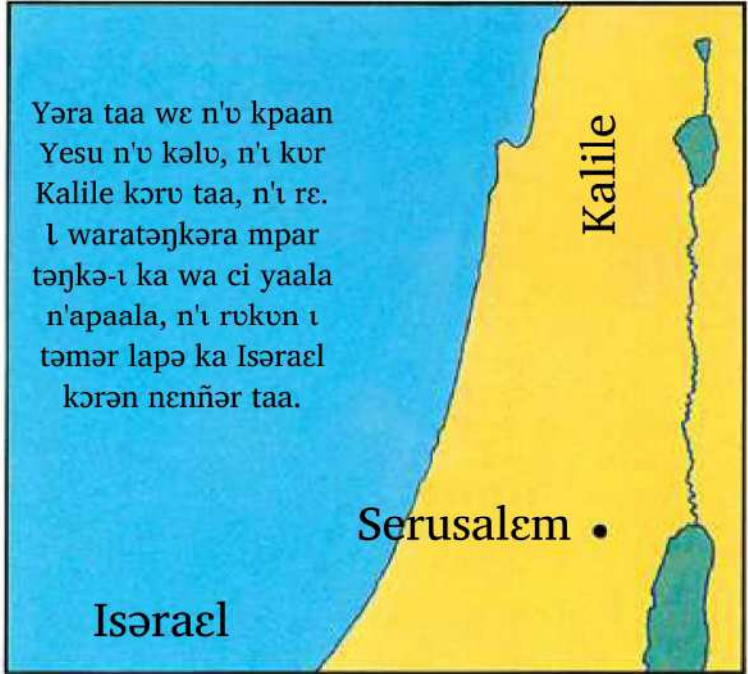 Yəra taa wɛ n'ʋ kpaan
Yesu n'ʋ kəlʋ, n'ɩ kʋr
Kalile kɔrʋ taa, n'ɩ rɛ.
Ɩ waratəŋkəra mpar
təŋkə-ɩ ka wa ci yaala
n'apaala, n'ɩ rʋkʋn ɩ
təmər lapə ka Isəraɛl
kɔrən nɛnñər taa.
Kalile
Serusalɛm
Isəraɛl